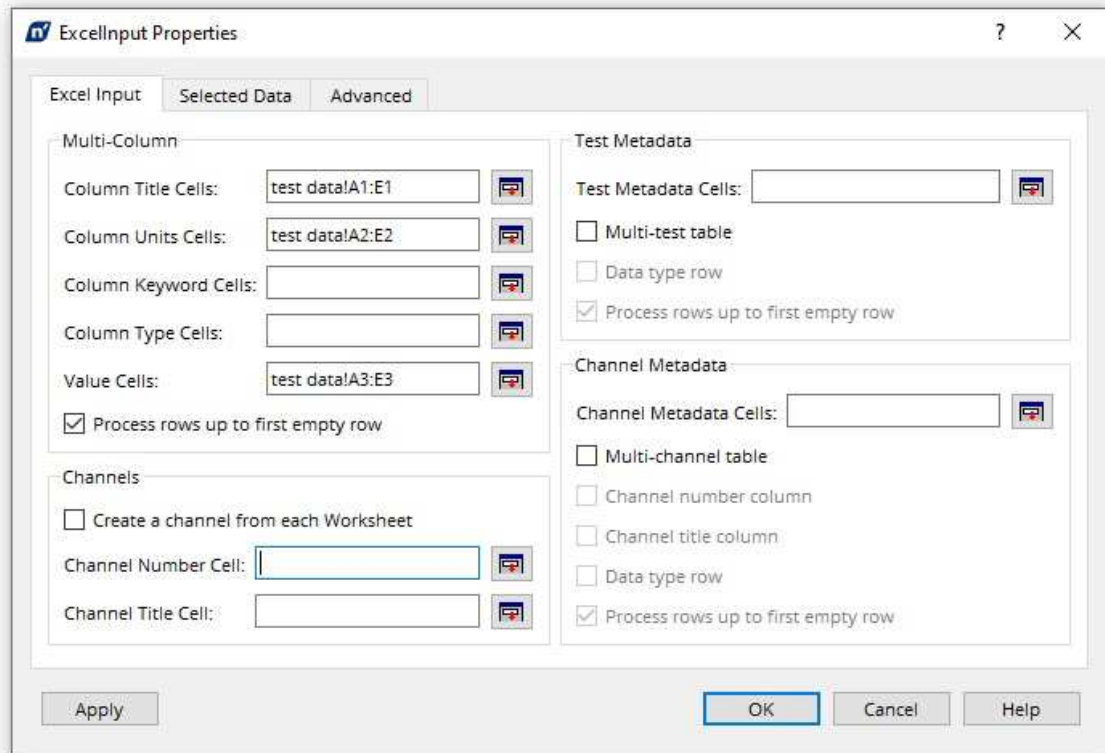 ExcelInput Properties
?
Excel Input
Selected Data
Advanced
Multi-Column
Column Title Cells: test data!A1:E1
Column Units Cells: test data!A2:E2
Column Keyword Cells:
Column Type Cells:
Value Cells: test data!A3:E3
Process rows up to first empty row
Channels
Create a channel from each Worksheet
Channel Number Cell:
Channel Title Cell:
Test Metadata
Test Metadata Cells:
Multi-test table
Data type row
Process rows up to first empty row
Channel Metadata
Channel Metadata Cells:
Multi-channel table
Channel number column
Channel title column
Data type row
Process rows up to first empty row
Apply
OK
Cancel
Help